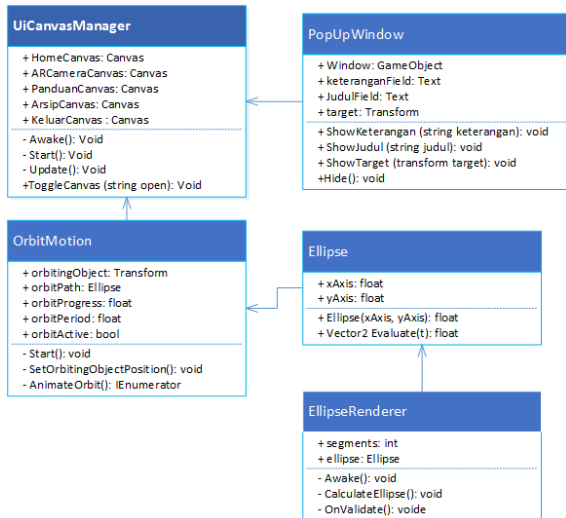 UiCanvasManager
+ HomeCanvas: Canvas
+ ARCameraCanvas: Canvas
+ PanduanCanvas: Canvas
+ ArsipCanvas: Canvas
+ KeluarCanvas : Canvas
- Awake(): Void
- Start(): Void
- Update(): Void
+ToggleCanvas (string open): Void
PopUpWindow
+ Window: GameObject
+ keteranganField: Text
+ JudulField: Text
+ target: Transform
+ ShowKeterangan (string keterangan): void
+ ShowJudul (string judul): void
+ ShowTarget (transform target): void
+Hide(): void
OrbitMotion
+ orbitingObject: Transform
+ orbitPath: Ellipse
+ orbitProgress: float
+ orbitPeriod: float
+ orbitActive: bool
- Start(): void
- SetOrbitingObjectPosition(): void
- AnimateOrbit(): IEnumerator
Ellipse
+ xAxis: float
+ yAxis: float
+ Ellipse(xAxis, yAxis): float
+ Vector2 Evaluate(t): float
EllipseRenderer
+ segments: int
+ ellipse: Ellipse
- Awake(): void
- CalculateEllipse(): void
- OnValidate(): voide